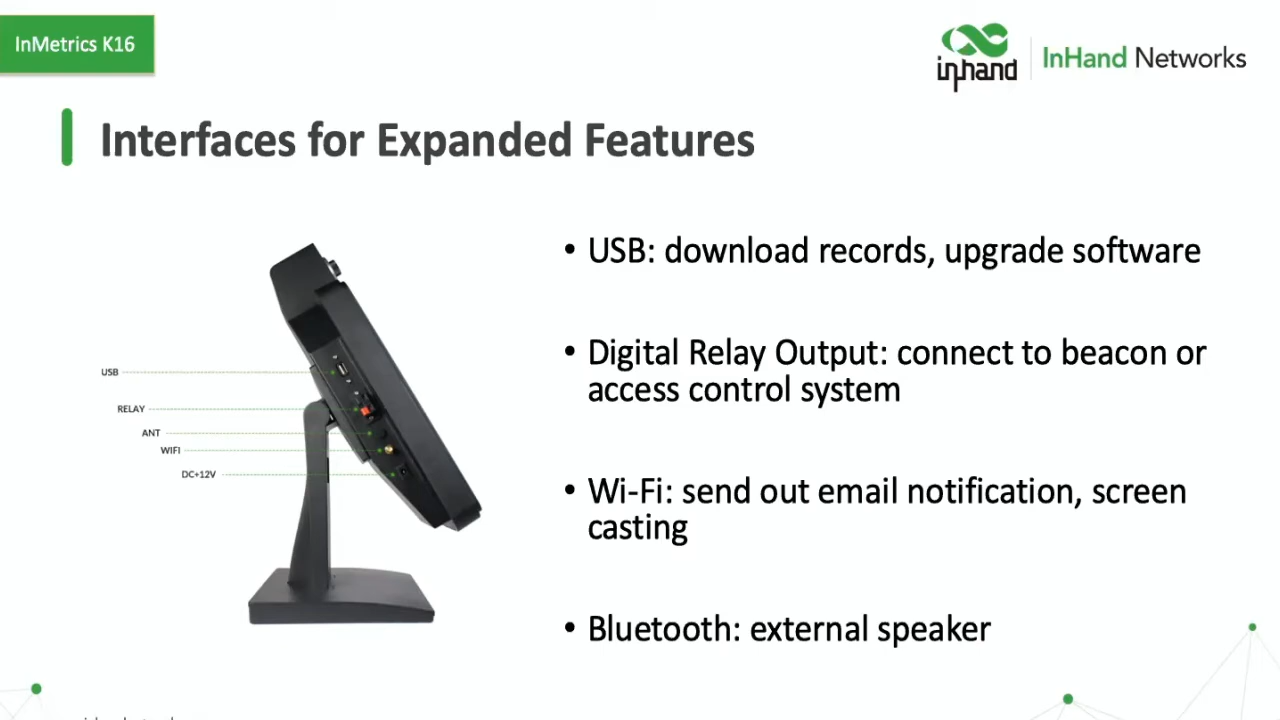 InMetrics K16
inhand
InHand Networks
Interfaces for Expanded Features
• USB: download records, upgrade software
• Digital Relay Output: connect to beacon or
access control system
• Wi-Fi: send out email notification, screen
casting
• Bluetooth: external speaker
USB
RELAY
ANT
WIFI
DC+12V